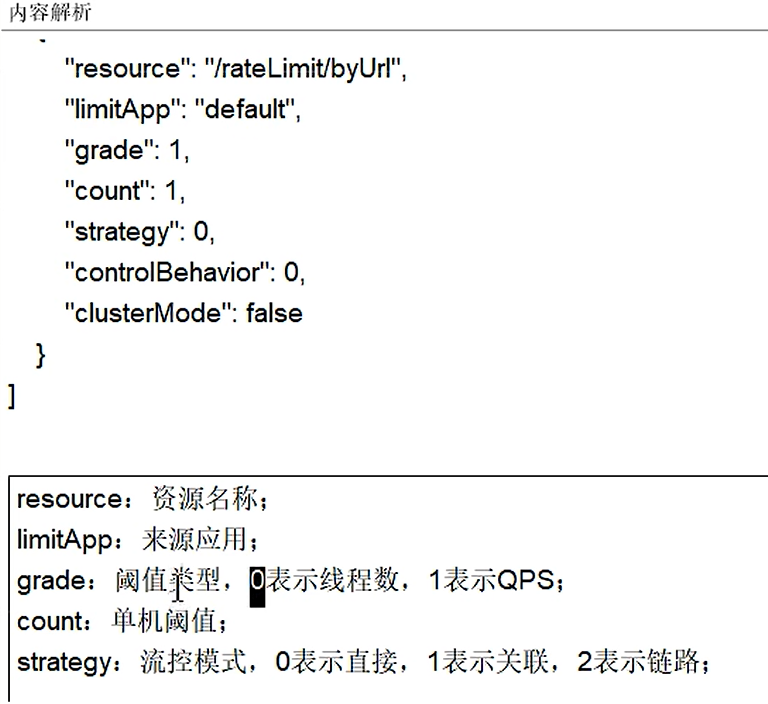 内容解析
"resource": "/rateLimit/byUrl",
"limitApp": "default",
"grade": 1,
"count": 1,
"strategy": 0,
"controlBehavior": 0,
"clusterMode": false
}
]
resource：资源名称；
limitApp：来源应用；
grade：阈值类型，0表示线程数，1表示QPS；
count：单机阈值；
strategy：流控模式，0表示直接，1表示关联，2表示链路；